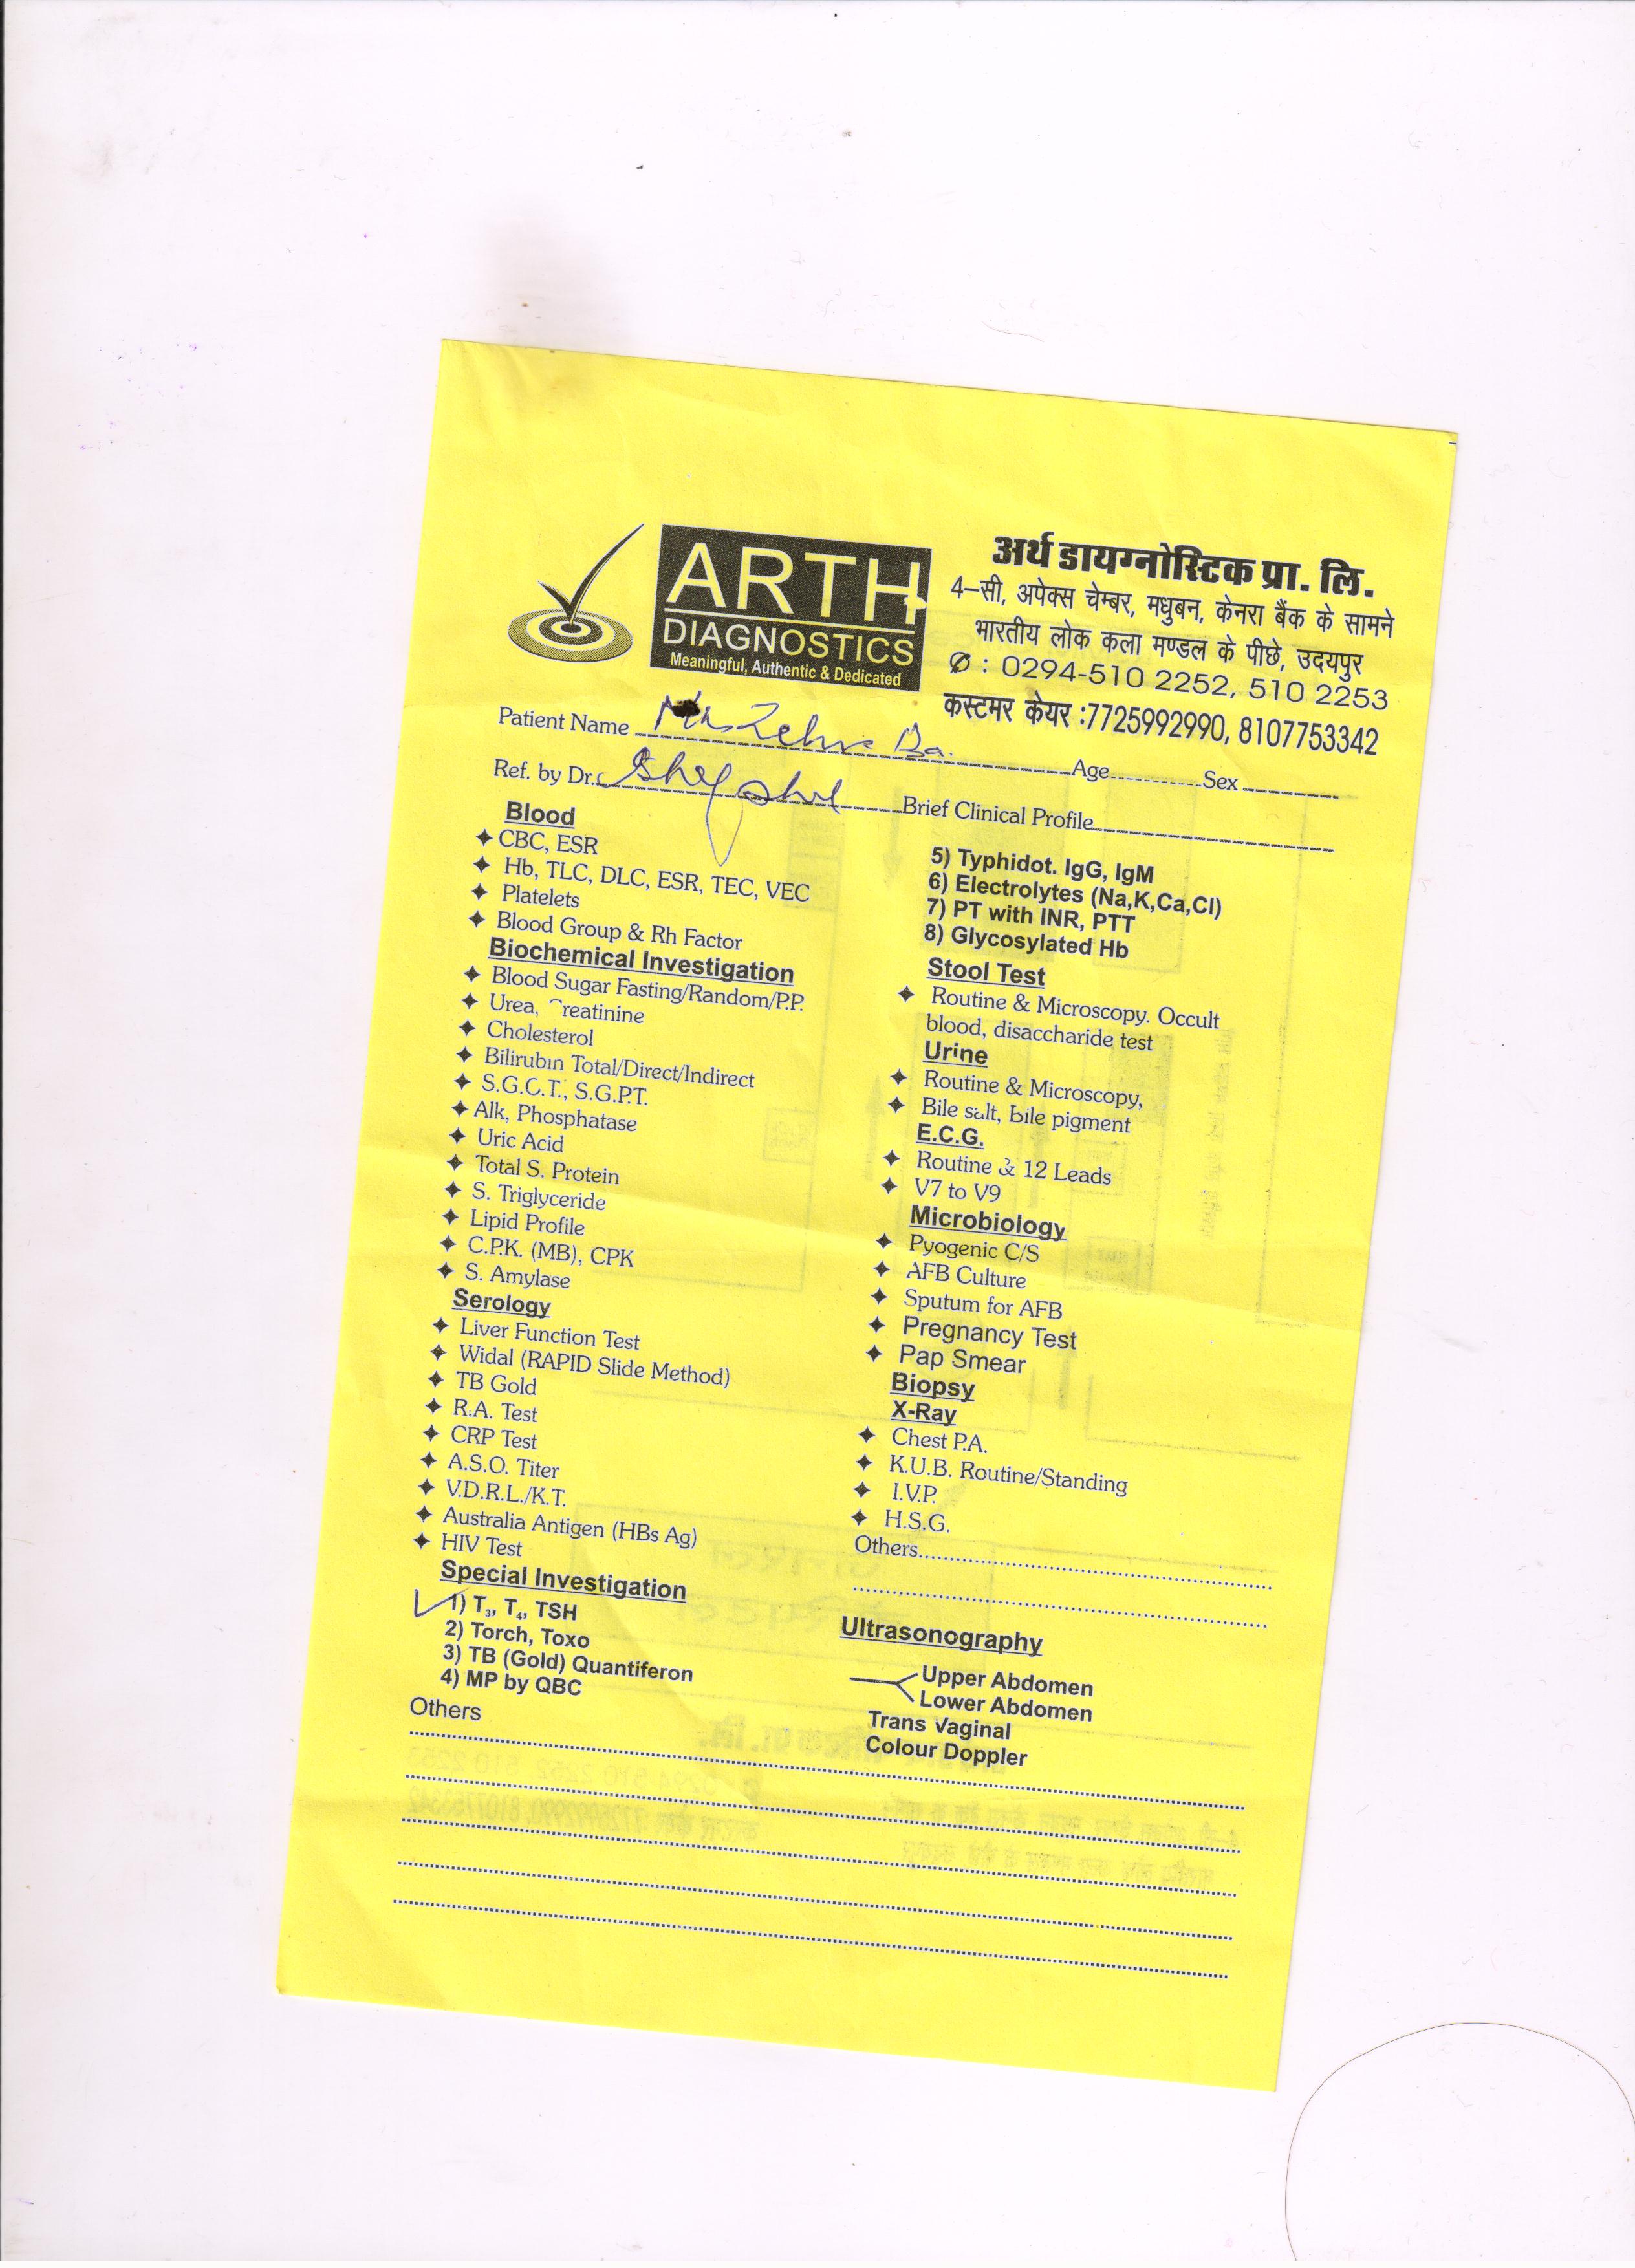 ARTH
DIAGNOSTICS
Meaningful, Authentic & Dedicated
अर्थ डायग्नोस्टिक प्रा. लि.
4-सी, अपेक्स चेम्बर, मधुबन, केनरा बैंक के सामने
भारतीय लोक कला मण्डल के पीछे, उदयपुर
: 0294-510 2252, 510 2253
कस्टमर केयर :7725992990, 8107753342
Patient Name Zehra Ba. Age Sex
Ref. by Dr. Brief Clinical Profile
Blood
CBC, ESR
Hb, TLC, DLC, ESR, TEC, VEC
Platelets
Blood Group & Rh Factor
Biochemical Investigation
Blood Sugar Fasting/Random/P.P.
Urea, Creatinine
Cholesterol
Bilirubin Total/Direct/Indirect
S.G.O.T., S.G.P.T.
Alk, Phosphatase
Uric Acid
Total S. Protein
S. Triglyceride
Lipid Profile
C.P.K. (MB), CPK
S. Amylase
Serology
Liver Function Test
Widal (RAPID Slide Method)
TB Gold
R.A. Test
CRP Test
A.S.O. Titer
V.D.R.L./K.T.
Australia Antigen (HBs Ag)
HIV Test
Special Investigation
1) T₃, T₄, TSH
2) Torch, Toxo
3) TB (Gold) Quantiferon
4) MP by QBC
Others
5) Typhidot. IgG, IgM
6) Electrolytes (Na,K,Ca,Cl)
7) PT with INR, PTT
8) Glycosylated Hb
Stool Test
Routine & Microscopy. Occult
blood, disaccharide test
Urine
Routine & Microscopy,
Bile salt, bile pigment
E.C.G.
Routine & 12 Leads
V7 to V9
Microbiology
Pyogenic C/S
AFB Culture
Sputum for AFB
Pregnancy Test
Pap Smear
Biopsy
X-Ray
Chest P.A.
K.U.B. Routine/Standing
I.V.P.
H.S.G.
Others
Ultrasonography
Upper Abdomen
Lower Abdomen
Trans Vaginal
Colour Doppler